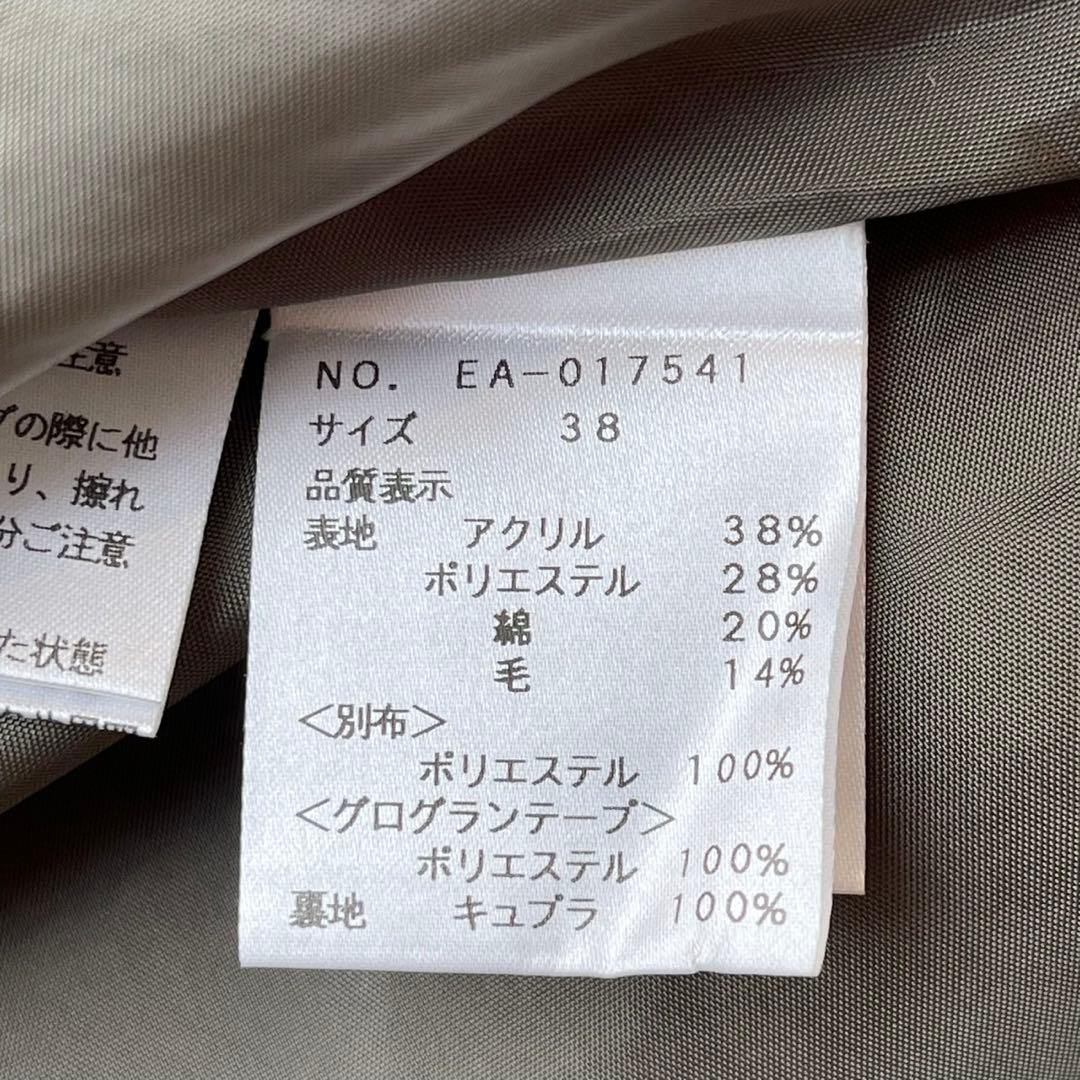 注意
の際に他
り、擦れ
分ご注意
た状態
NO. EA-017541
サイズ 38
品質表示
表地 アクリル 38%
ポリエステル 28%
綿 20%
毛 14%
<別布>
ポリエステル 100%
<グログランテープ>
ポリエステル 100%
裏地 キュプラ 100%